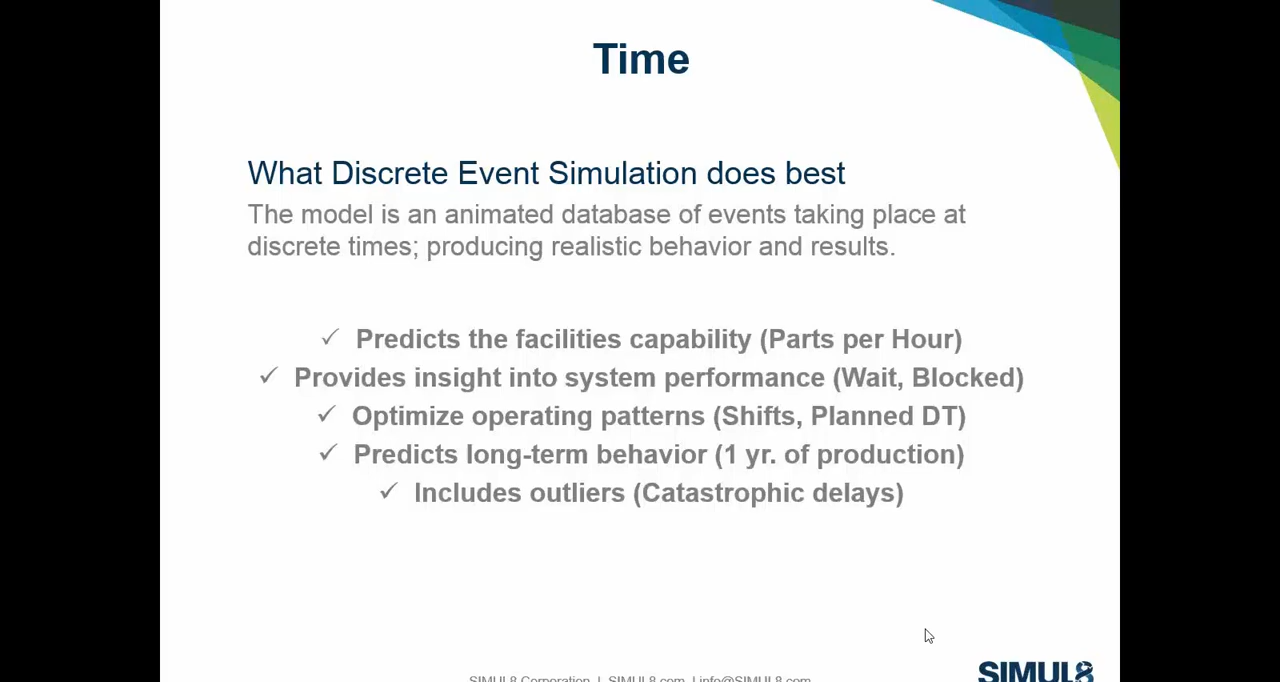 Time
What Discrete Event Simulation does best
The model is an animated database of events taking place at
discrete times; producing realistic behavior and results.
✓ Predicts the facilities capability (Parts per Hour)
✓ Provides insight into system performance (Wait, Blocked)
✓ Optimize operating patterns (Shifts, Planned DT)
✓ Predicts long-term behavior (1 yr. of production)
✓ Includes outliers (Catastrophic delays)
SIMUL8 Corporation | SIMUL8.com | info@SIMUL8.com
SIMUL8